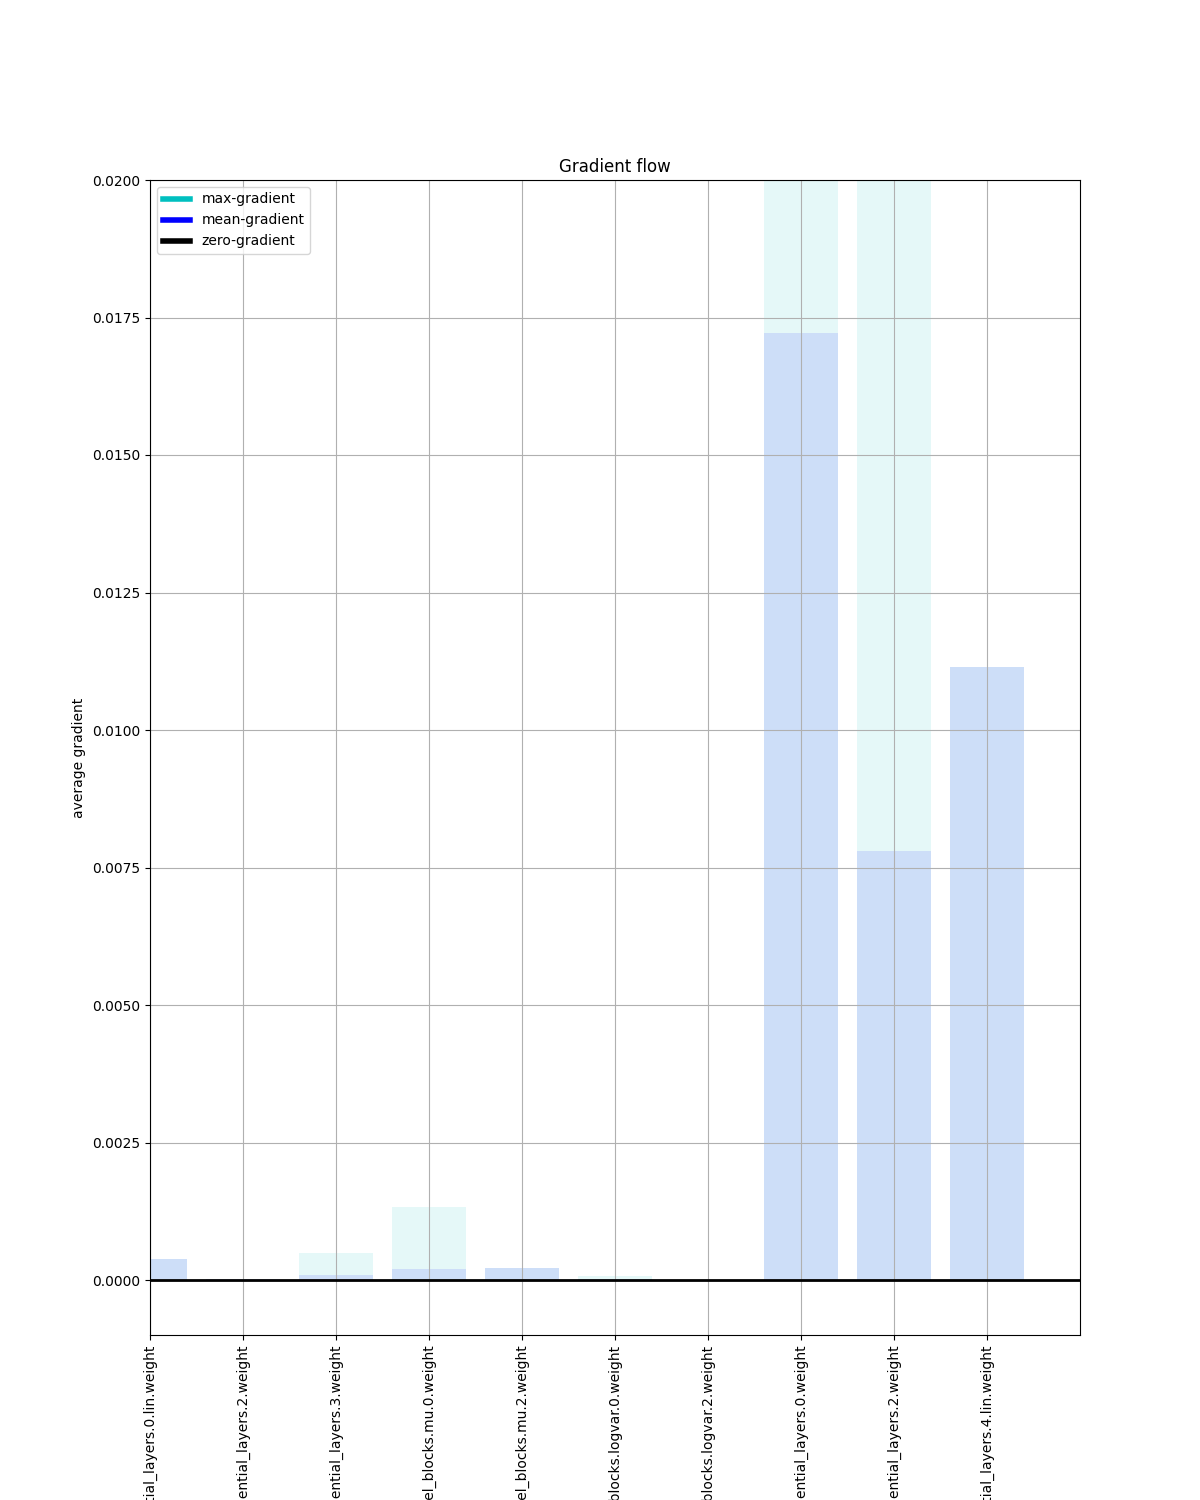 Gradient flow
max-gradient
mean-gradient
zero-gradient
0.0200
0.0175
0.0150
0.0125
0.0100
0.0075
0.0050
0.0025
0.0000
average gradient
tial_layers.0.lin.weight
ential_layers.2.weight
ential_layers.3.weight
el_blocks.mu.0.weight
el_blocks.mu.2.weight
blocks.logvar.0.weight
blocks.logvar.2.weight
ential_layers.0.weight
ential_layers.2.weight
tial_layers.4.lin.weight